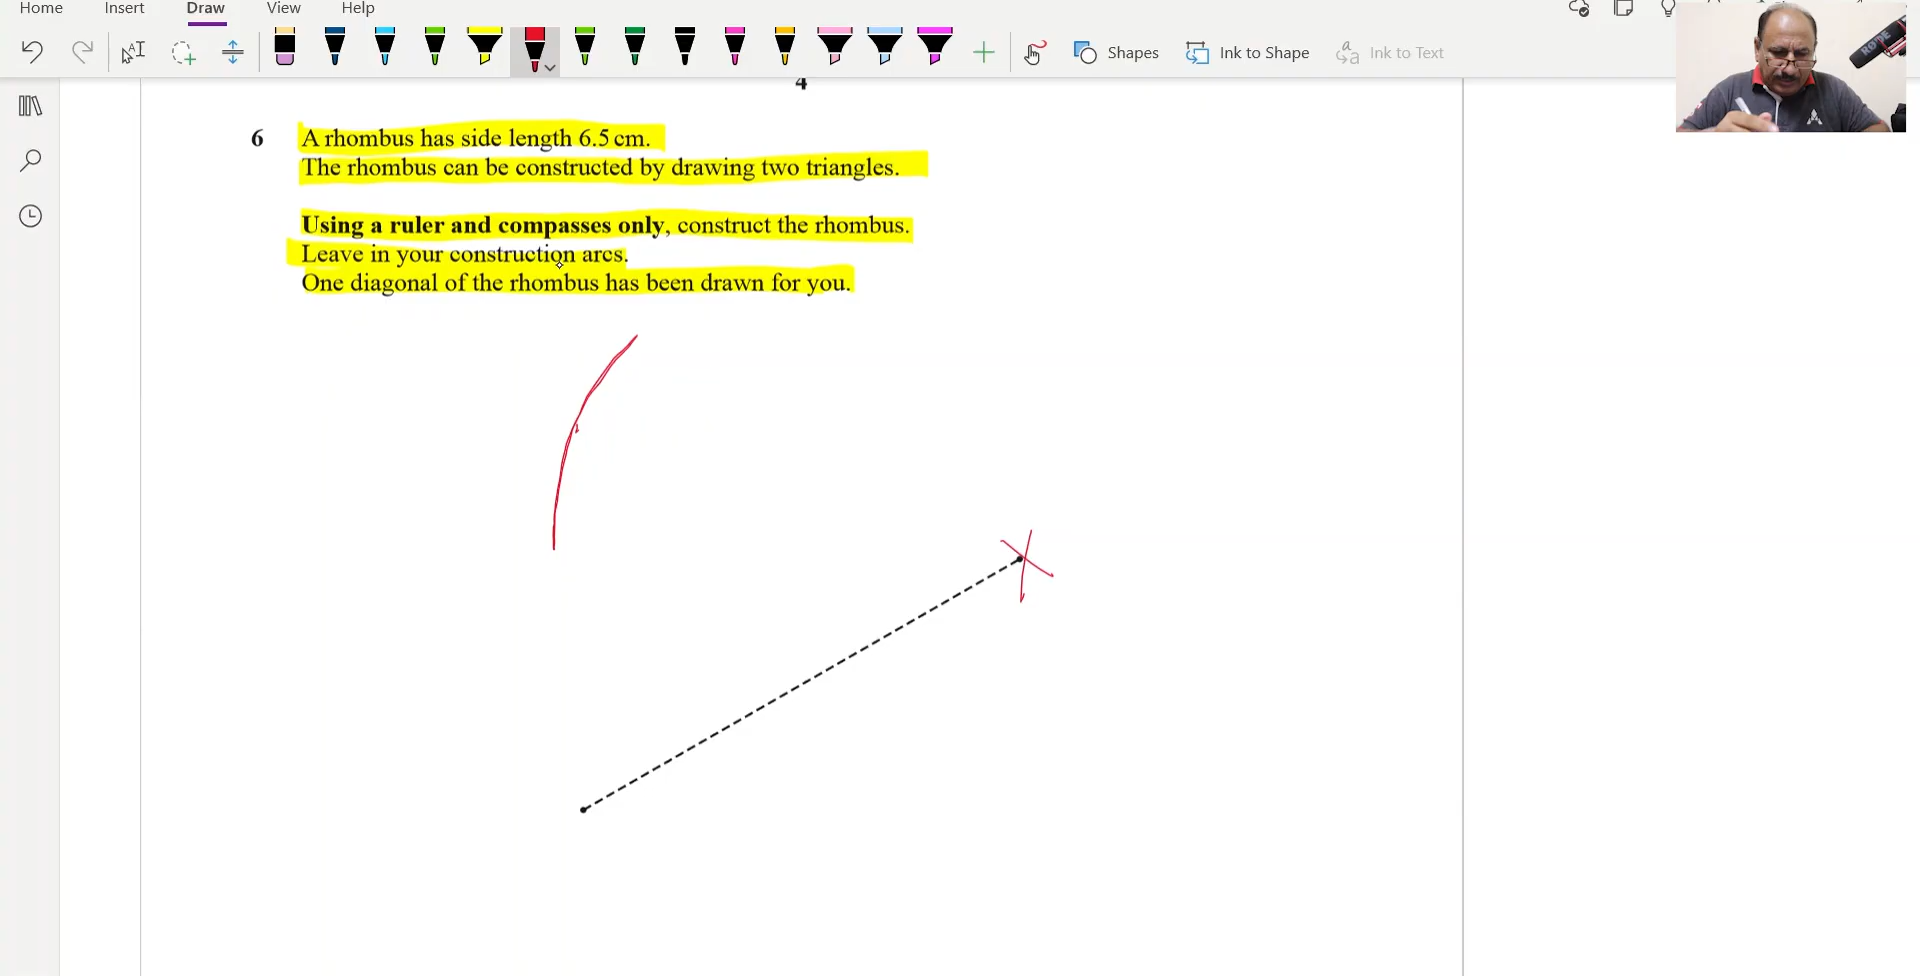 Home Insert Draw View Help
Shapes Ink to Shape Ink to Text
4
6 A rhombus has side length 6.5 cm.
The rhombus can be constructed by drawing two triangles.
Using a ruler and compasses only, construct the rhombus.
Leave in your construction arcs.
One diagonal of the rhombus has been drawn for you.
RØDE